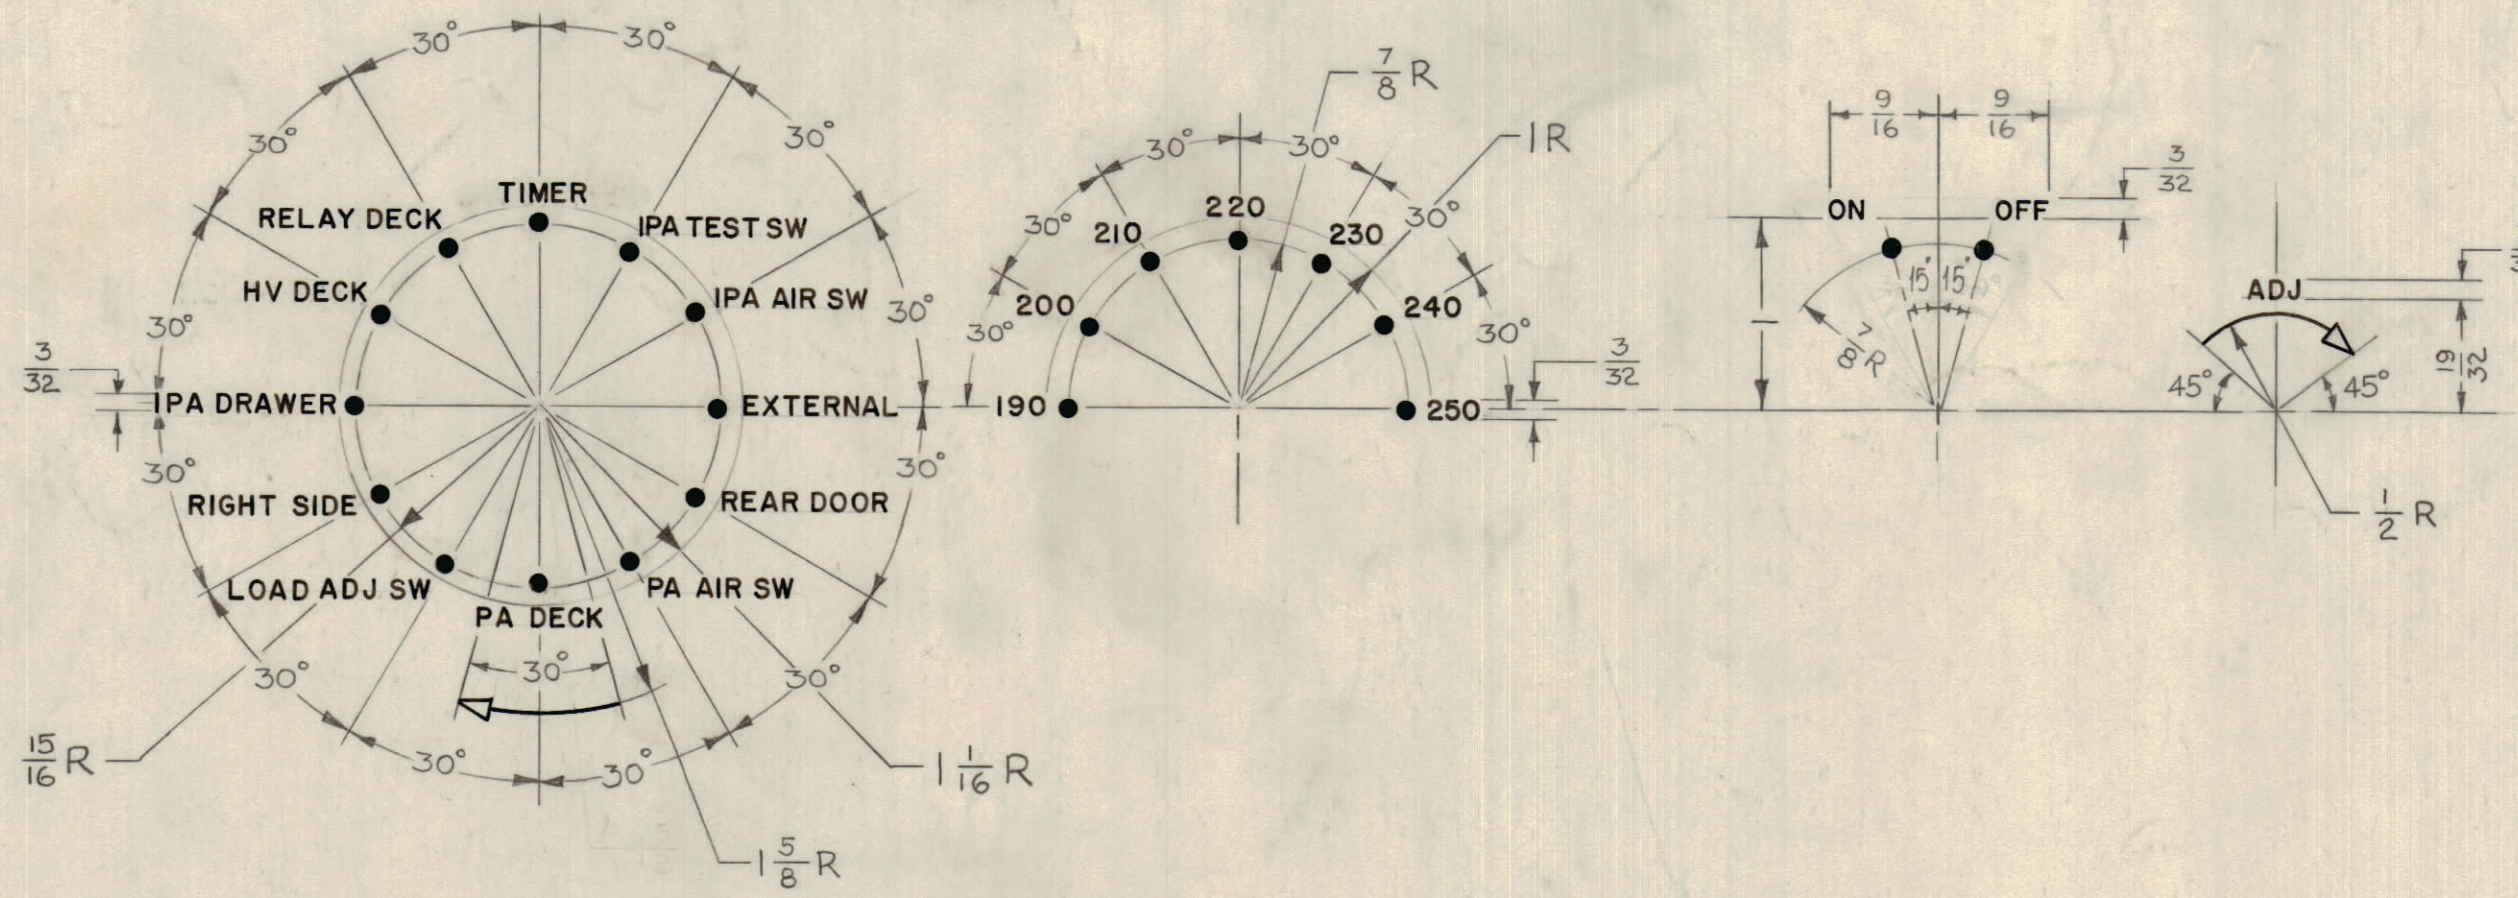 30°
30°
30°
30°
30°
30°
30°
30°
30°
30°
30°
30°
30°
TIMER
RELAY DECK
IPA TEST SW
HV DECK
IPA AIR SW
3/32
IPA DRAWER
EXTERNAL
RIGHT SIDE
REAR DOOR
LOAD ADJ SW
PA AIR SW
PA DECK
15/16 R
1 1/16 R
1 5/8 R
7/8 R
1R
30°
30°
30°
30°
30°
30°
220
210
230
200
240
190
250
3/32
9/16
9/16
3/32
ON
OFF
15°
15°
1
7/8 R
ADJ
45°
45°
19/32
1/2 R